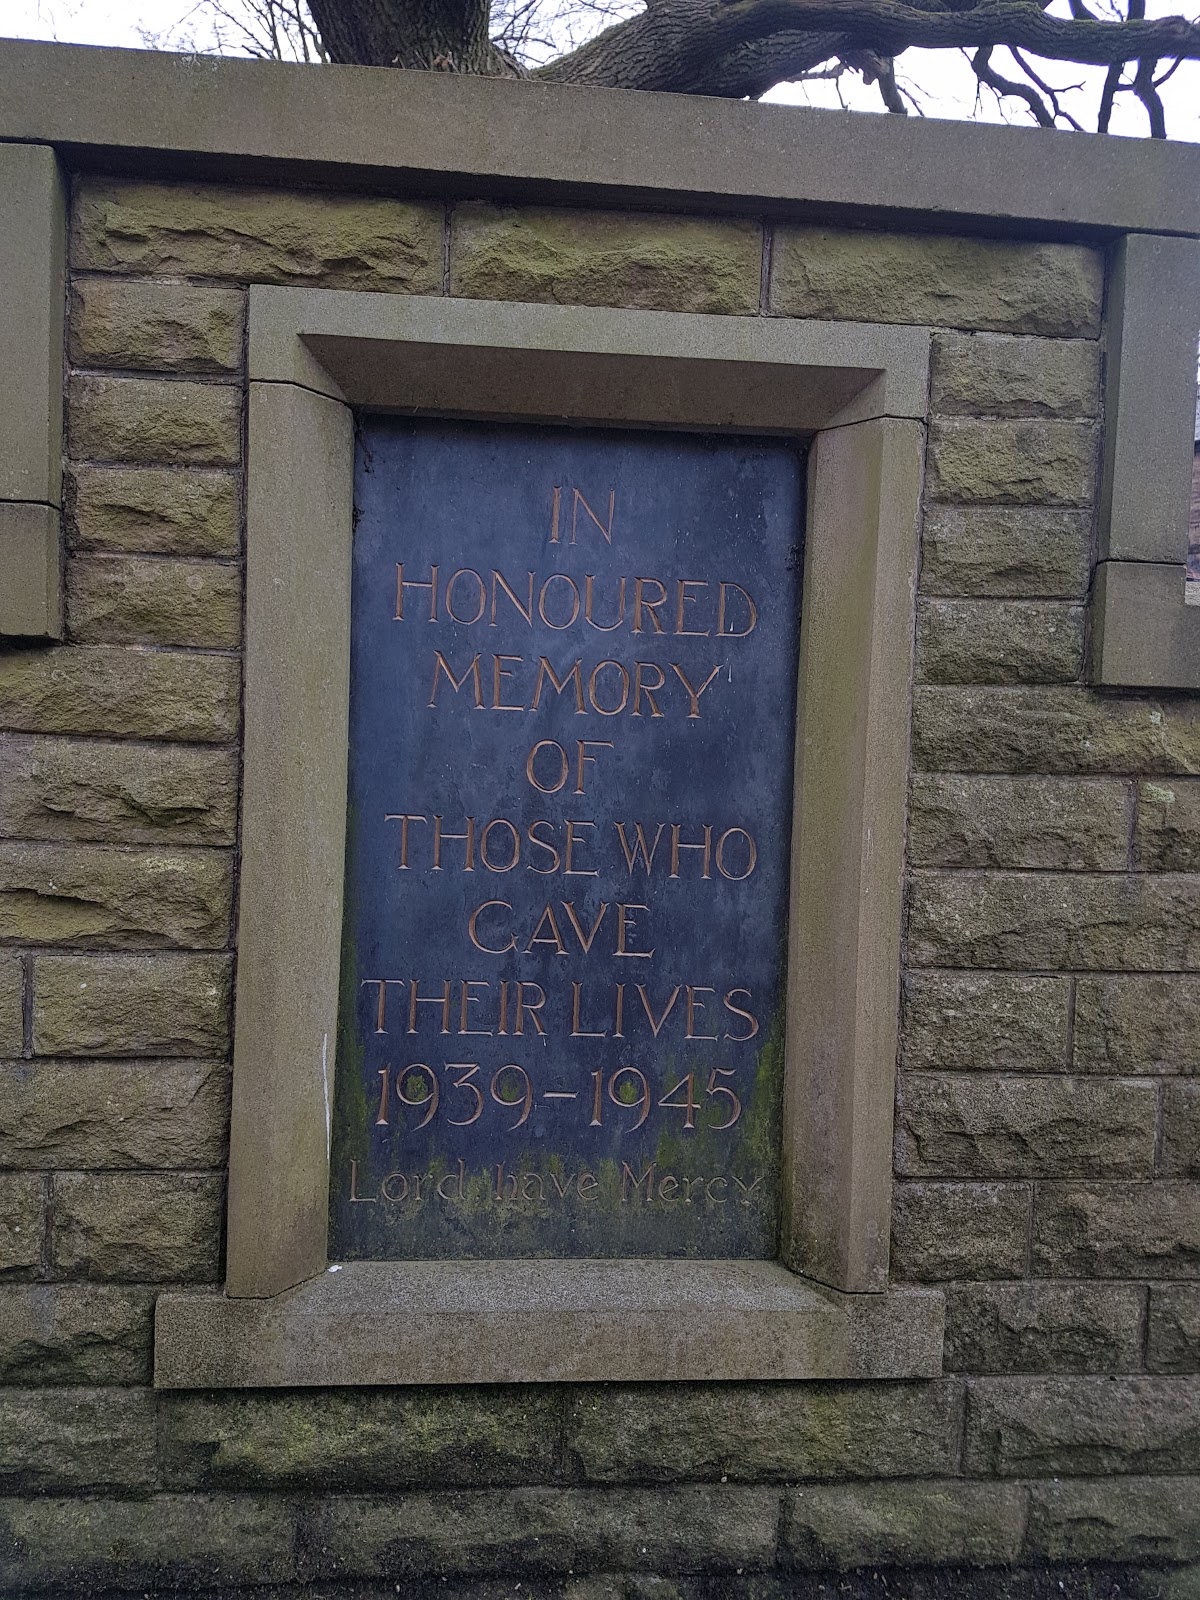 IN
HONOURED
MEMORY
OF
THOSE WHO
GAVE
THEIR LIVES
1939-1945
Lord, have Mercy